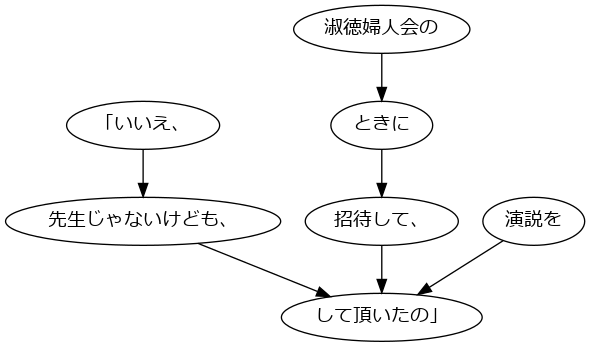 淑徳婦人会の
「いいえ、
ときに
先生じゃないけども、
招待して、
演説を
して頂いたの」